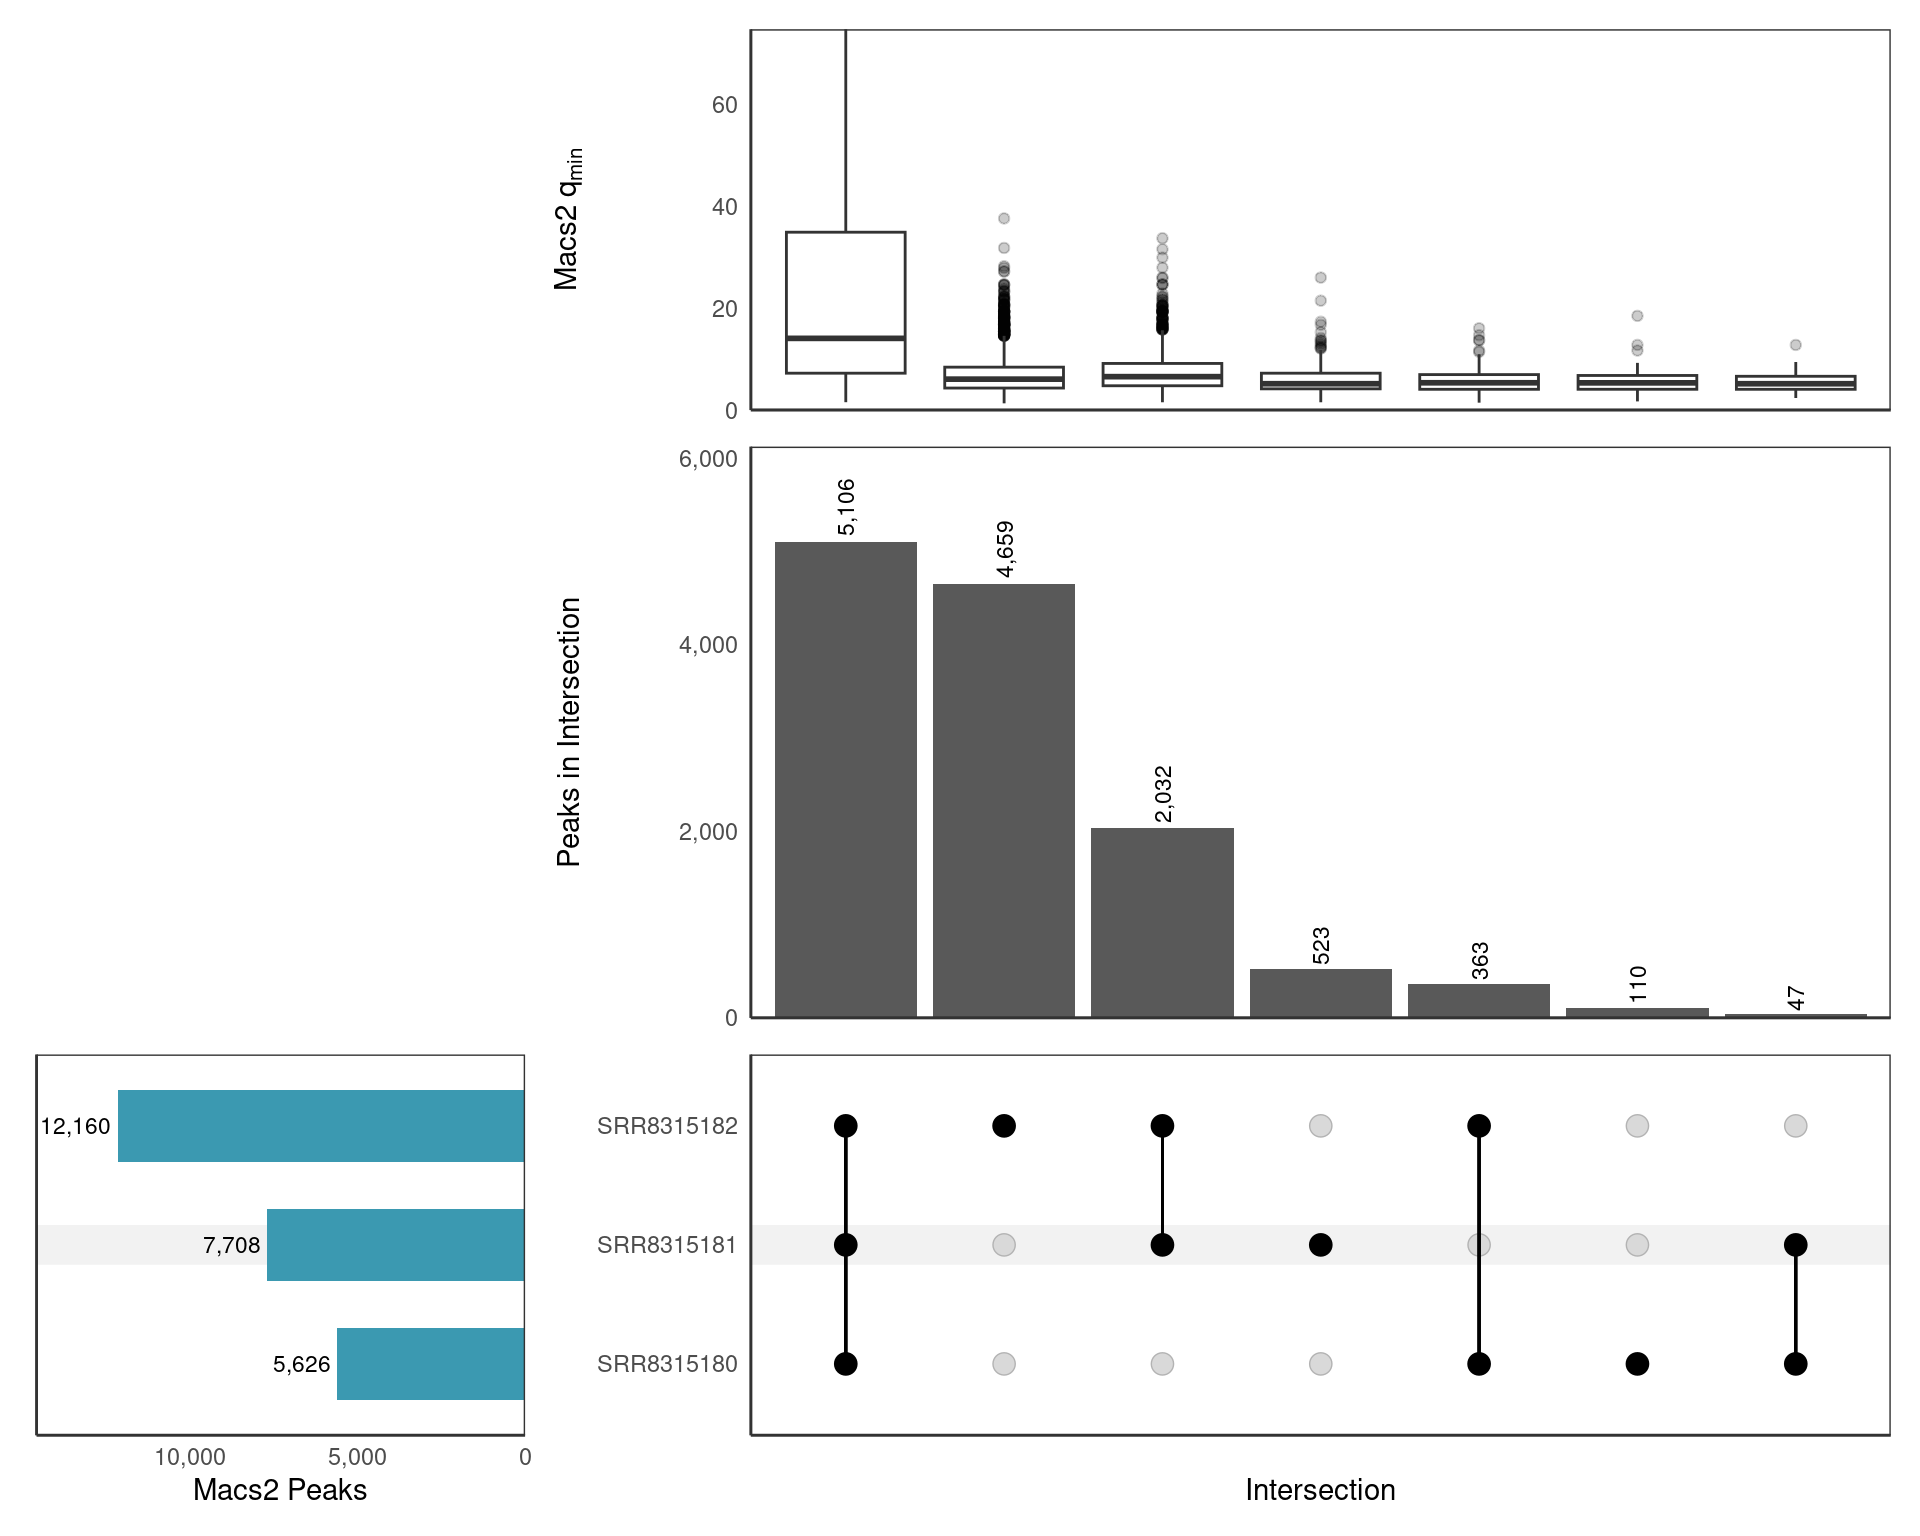 60
40
20
0
Macs2 qmin
6,000
4,000
2,000
0
Peaks in Intersection
5,106
4,659
2,032
523
363
110
47
12,160
7,708
5,626
10,000 5,000 0
Macs2 Peaks
SRR8315182
SRR8315181
SRR8315180
Intersection